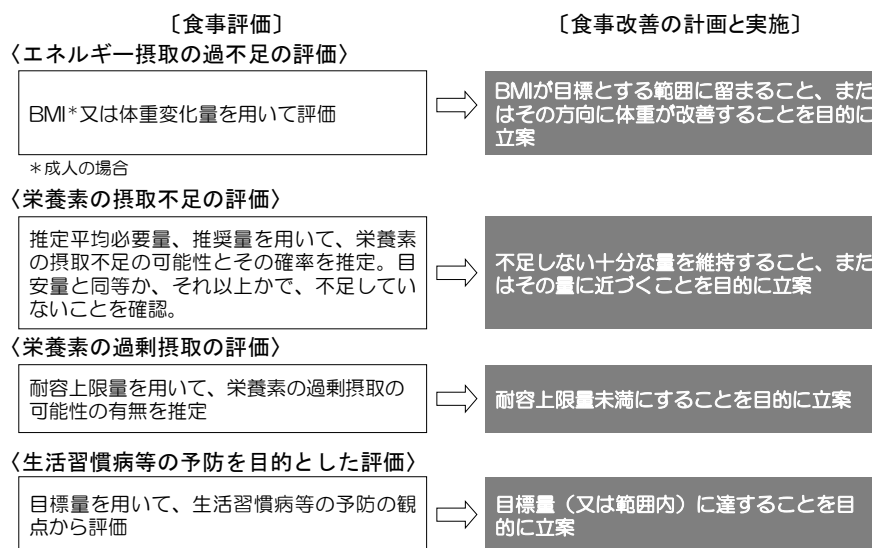 〔食事評価〕
〔食事改善の計画と実施〕
〈エネルギー摂取の過不足の評価〉
BMI*又は体重変化量を用いて評価
BMIが目標とする範囲に留まること、また
はその方向に体重が改善することを目的に
立案
*成人の場合
〈栄養素の摂取不足の評価〉
推定平均必要量、推奨量を用いて、栄養素
の摂取不足の可能性とその確率を推定。目
安量と同等か、それ以上かで、不足してい
ないことを確認。
不足しない十分な量を維持すること、また
はその量に近づくことを目的に立案
〈栄養素の過剰摂取の評価〉
耐容上限量を用いて、栄養素の過剰摂取の
可能性の有無を推定
耐容上限量未満にすることを目的に立案
〈生活習慣病等の予防を目的とした評価〉
目標量を用いて、生活習慣病等の予防の観
点から評価
目標量（又は範囲内）に達することを目
的に立案